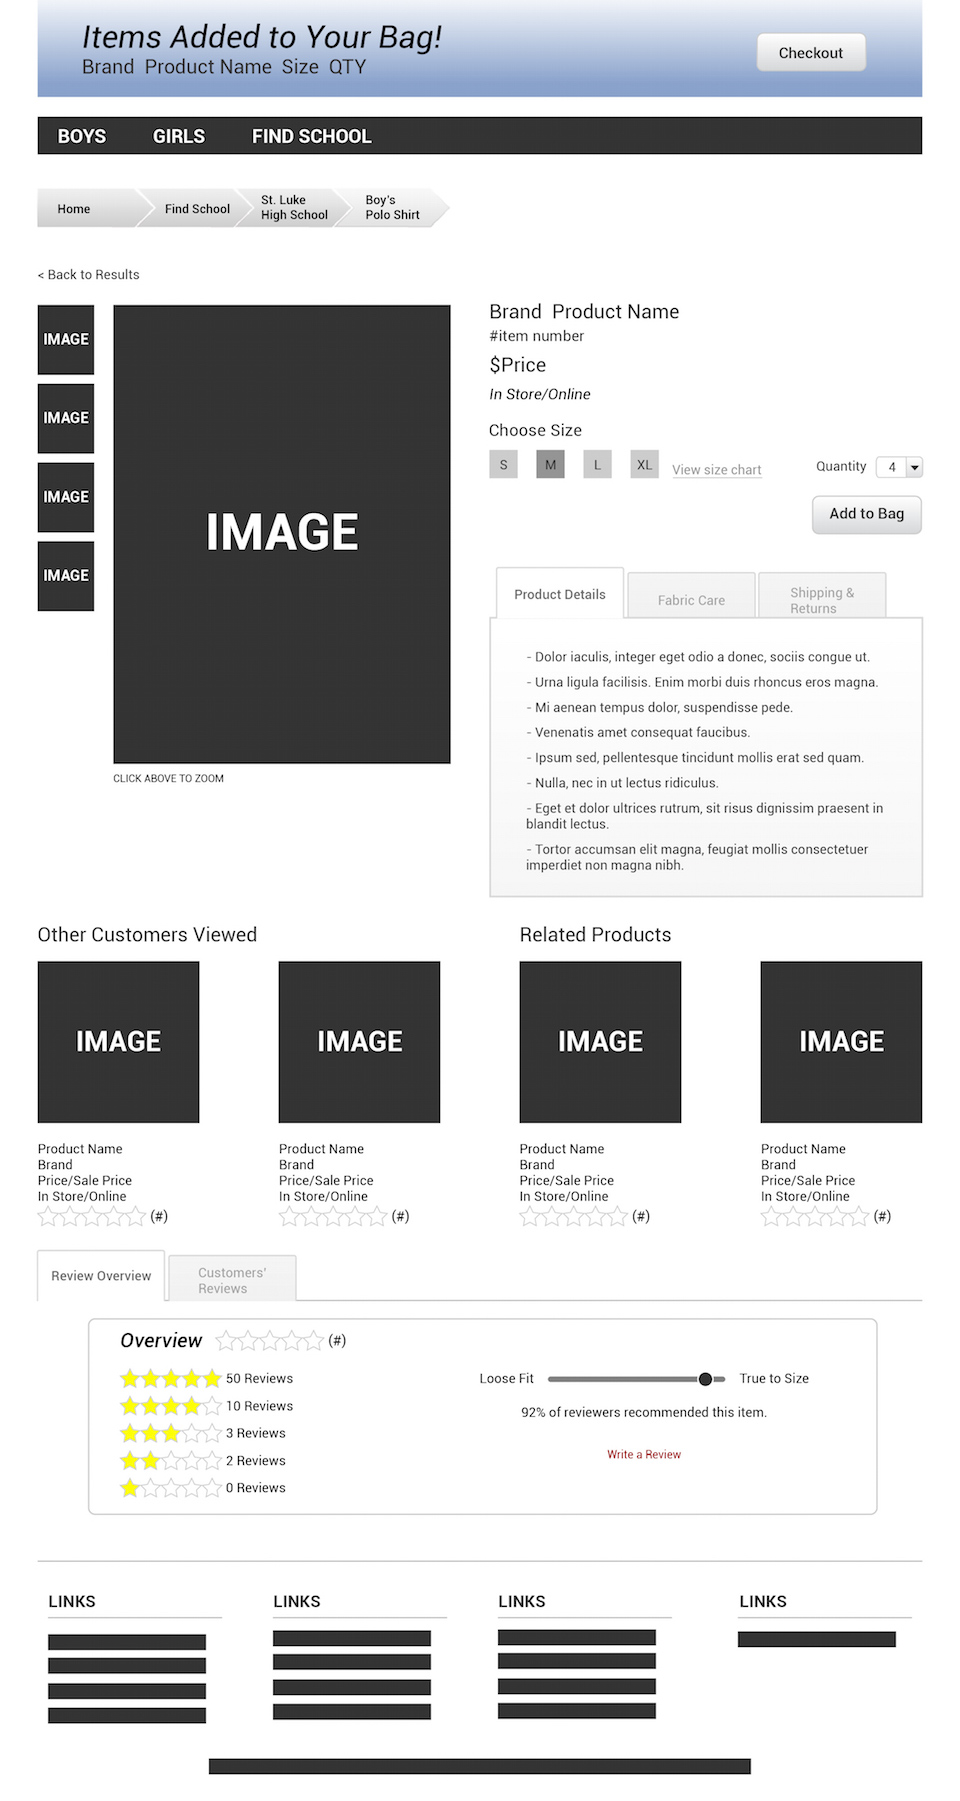 Items Added to Your Bag!
Brand  Product Name  Size  QTY
Checkout
BOYS
GIRLS
FIND SCHOOL
Home
Find School
St. Luke
High School
Boy's
Polo Shirt
< Back to Results
IMAGE
IMAGE
IMAGE
IMAGE
IMAGE
CLICK ABOVE TO ZOOM
Brand  Product Name
#item number
$Price
In Store/Online
Choose Size
S
M
L
XL
View size chart
Quantity
4
Add to Bag
Product Details
Fabric Care
Shipping &
Returns
- Dolor iaculis, integer eget odio a donec, sociis congue ut.
- Urna ligula facilisis. Enim morbi duis rhoncus eros magna.
- Mi aenean tempus dolor, suspendisse pede.
- Venenatis amet consequat faucibus.
- Ipsum sed, pellentesque tincidunt mollis erat sed quam.
- Nulla, nec in ut lectus ridiculus.
- Eget et dolor ultrices rutrum, sit risus dignissim praesent in
blandit lectus.
- Tortor accumsan elit magna, feugiat mollis consectetuer
imperdiet non magna nibh.
Other Customers Viewed
IMAGE
Product Name
Brand
Price/Sale Price
In Store/Online
(#)
IMAGE
Product Name
Brand
Price/Sale Price
In Store/Online
(#)
Related Products
IMAGE
Product Name
Brand
Price/Sale Price
In Store/Online
(#)
IMAGE
Product Name
Brand
Price/Sale Price
In Store/Online
(#)
Review Overview
Customers'
Reviews
Overview
(#)
50 Reviews
10 Reviews
3 Reviews
2 Reviews
0 Reviews
Loose Fit
True to Size
92% of reviewers recommended this item.
Write a Review
LINKS
LINKS
LINKS
LINKS